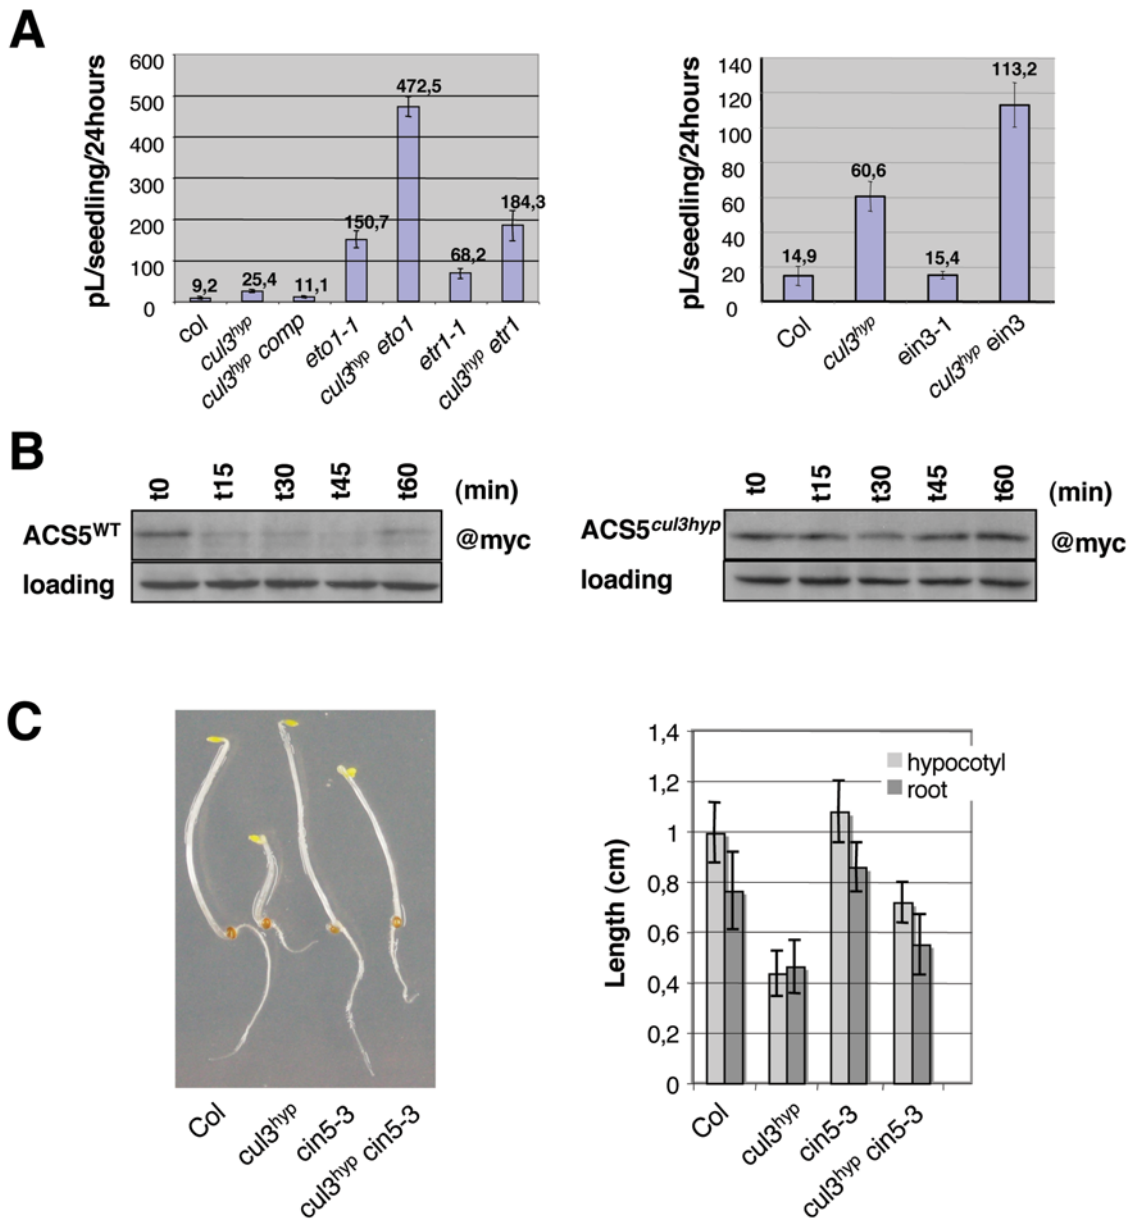 A
pL/seedling/24hours
600
500
400
300
200
100
0
9,2
25,4
11,1
150,7
472,5
68,2
184,3
col
cul3hyp
cul3hyp comp
eto1-1
cul3hyp eto1
etr1-1
cul3hyp etr1
pL/seedling/24hours
140
120
100
80
60
40
20
0
14,9
60,6
15,4
113,2
Col
cul3hyp
ein3-1
cul3hyp ein3
B
t0 t15 t30 t45 t60 (min)
ACS5WT @myc
loading
t0 t15 t30 t45 t60 (min)
ACS5cul3hyp @myc
loading
C
Col
cul3hyp
cin5-3
cul3hyp cin5-3
Length (cm)
1,4
1,2
1
0,8
0,6
0,4
0,2
0
hypocotyl
root
Col
cul3hyp
cin5-3
cul3hyp cin5-3